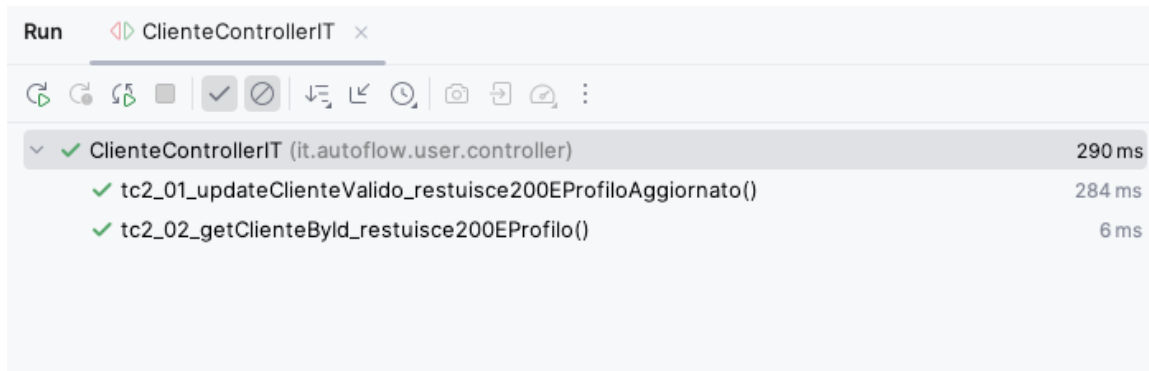 Run ClienteControllerIT
ClienteControllerIT (it.autoflow.user.controller) 290 ms
tc2_01_updateClienteValido_restuisce200EProfiloAggiornato() 284 ms
tc2_02_getClienteById_restuisce200EProfilo() 6 ms